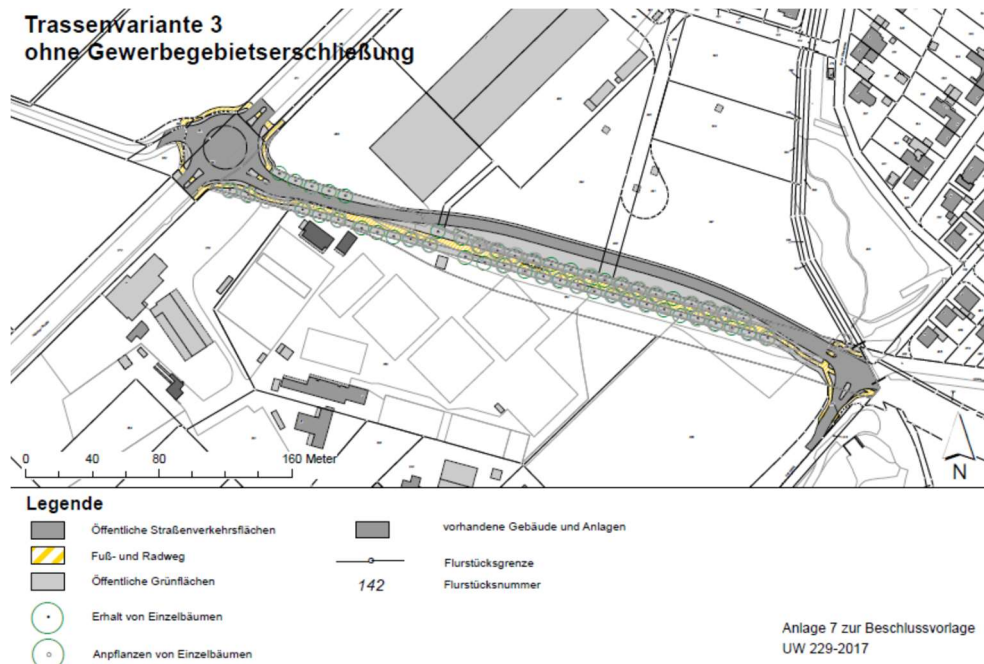 Trassenvariante 3
ohne Gewerbegebietserschließung
0 40 80 160 Meter
N
Legende
Öffentliche Straßenverkehrsflächen
Fuß- und Radweg
Öffentliche Grünflächen
Erhalt von Einzelbäumen
Anpflanzen von Einzelbäumen
vorhandene Gebäude und Anlagen
Flurstücksgrenze
142 Flurstücksnummer
Anlage 7 zur Beschlussvorlage
UW 229-2017